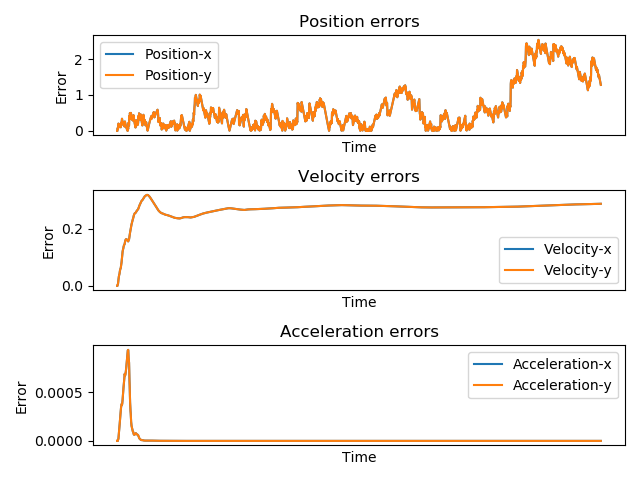 Position errors
Error
2
1
0
Position-x
Position-y
Time
Velocity errors
Error
0.2
0.0
Velocity-x
Velocity-y
Time
Acceleration errors
Error
0.0005
0.0000
Acceleration-x
Acceleration-y
Time